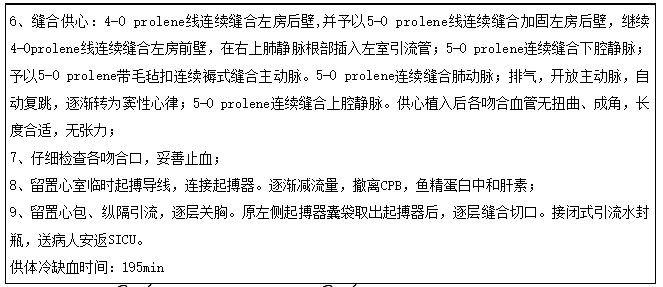 6、缝合供心：4-0 prolene线连续缝合左房后壁,并予以5-0 prolene连续缝合加固左房后壁，继续
4-0prolene线连续缝合左房前壁，在右上肺静脉根部插入左室引流管；5-0 prolene连续缝合下腔静脉；
予以5-0 prolene带毛毡扣连续褥式缝合主动脉。5-0 prolene连续缝合肺动脉；排气，开放主动脉，自
动复跳，逐渐转为窦性心律；5-0 prolene连续缝合上腔静脉。供心植入后各吻合血管无扭曲、成角，长
度合适，无张力；
7、仔细检查各吻合口，妥善止血；
8、留置心室临时起搏导线，连接起搏器。逐渐减流量，撤离CPB，鱼精蛋白中和肝素；
9、留置心包、纵隔引流，逐层关胸。原左侧起搏器囊袋取出起搏器后，逐层缝合切口。接闭式引流水封
瓶，送病人安返SICU。
供体冷缺血时间：195min